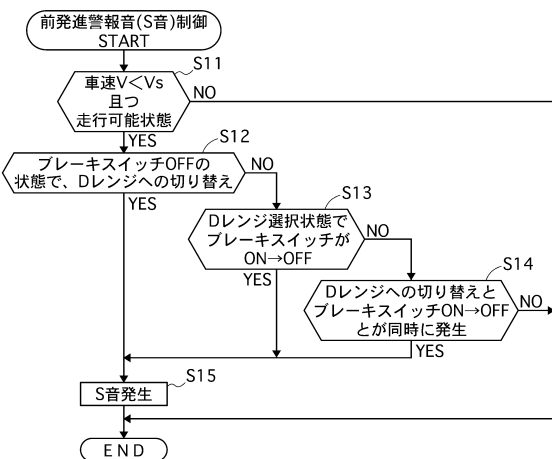 前発進警報音(S音)制御
START
S11
車速V＜Vs
且つ
走行可能状態
NO
YES
S12
ブレーキスイッチOFFの
状態で、Dレンジへの切り替え
NO
YES
S13
Dレンジ選択状態で
ブレーキスイッチが
ON→OFF
NO
YES
S14
Dレンジへの切り替えと
ブレーキスイッチON→OFF
とが同時に発生
NO
YES
S15
S音発生
END